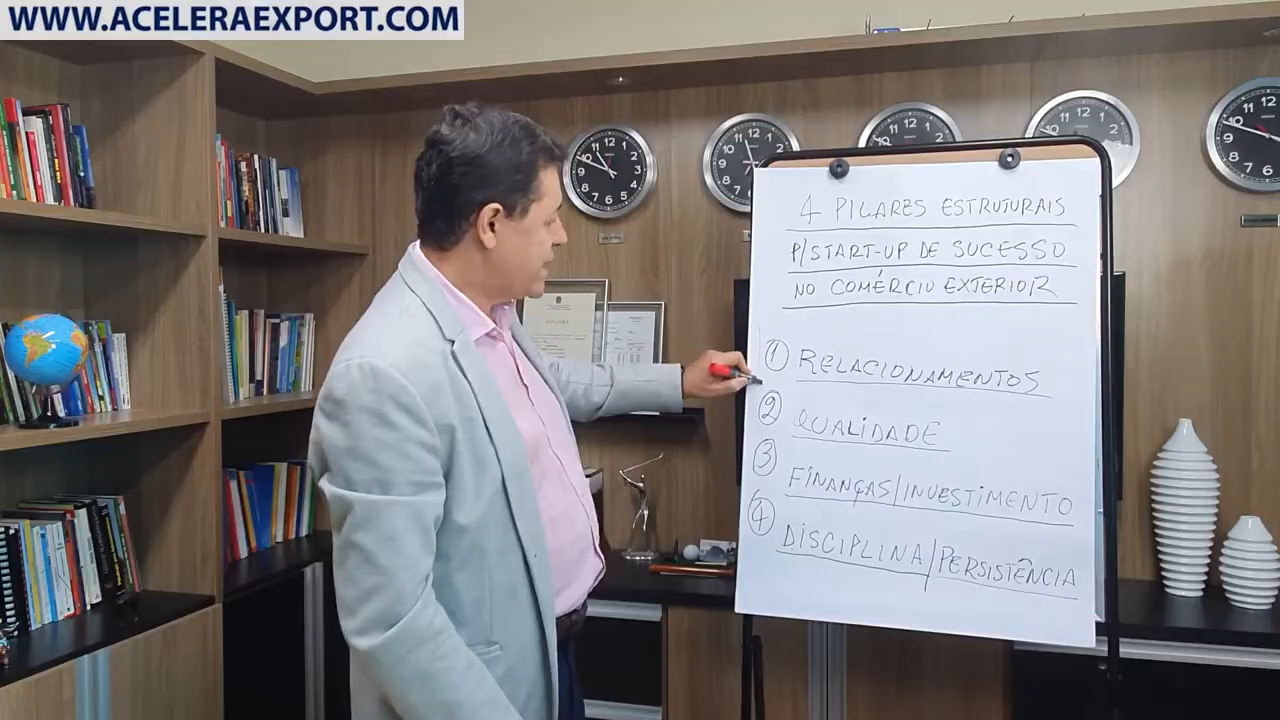 WWW.ACELERAEXPORT.COM
4 PILARES ESTRUTURAIS
P/START-UP DE SUCESSO
NO COMÉRCIO EXTERIOR
1 RELACIONAMENTOS
2 QUALIDADE
3 FINANÇAS/INVESTIMENTO
4 DISCIPLINA/PERSISTÊNCIA
DIPLOMA